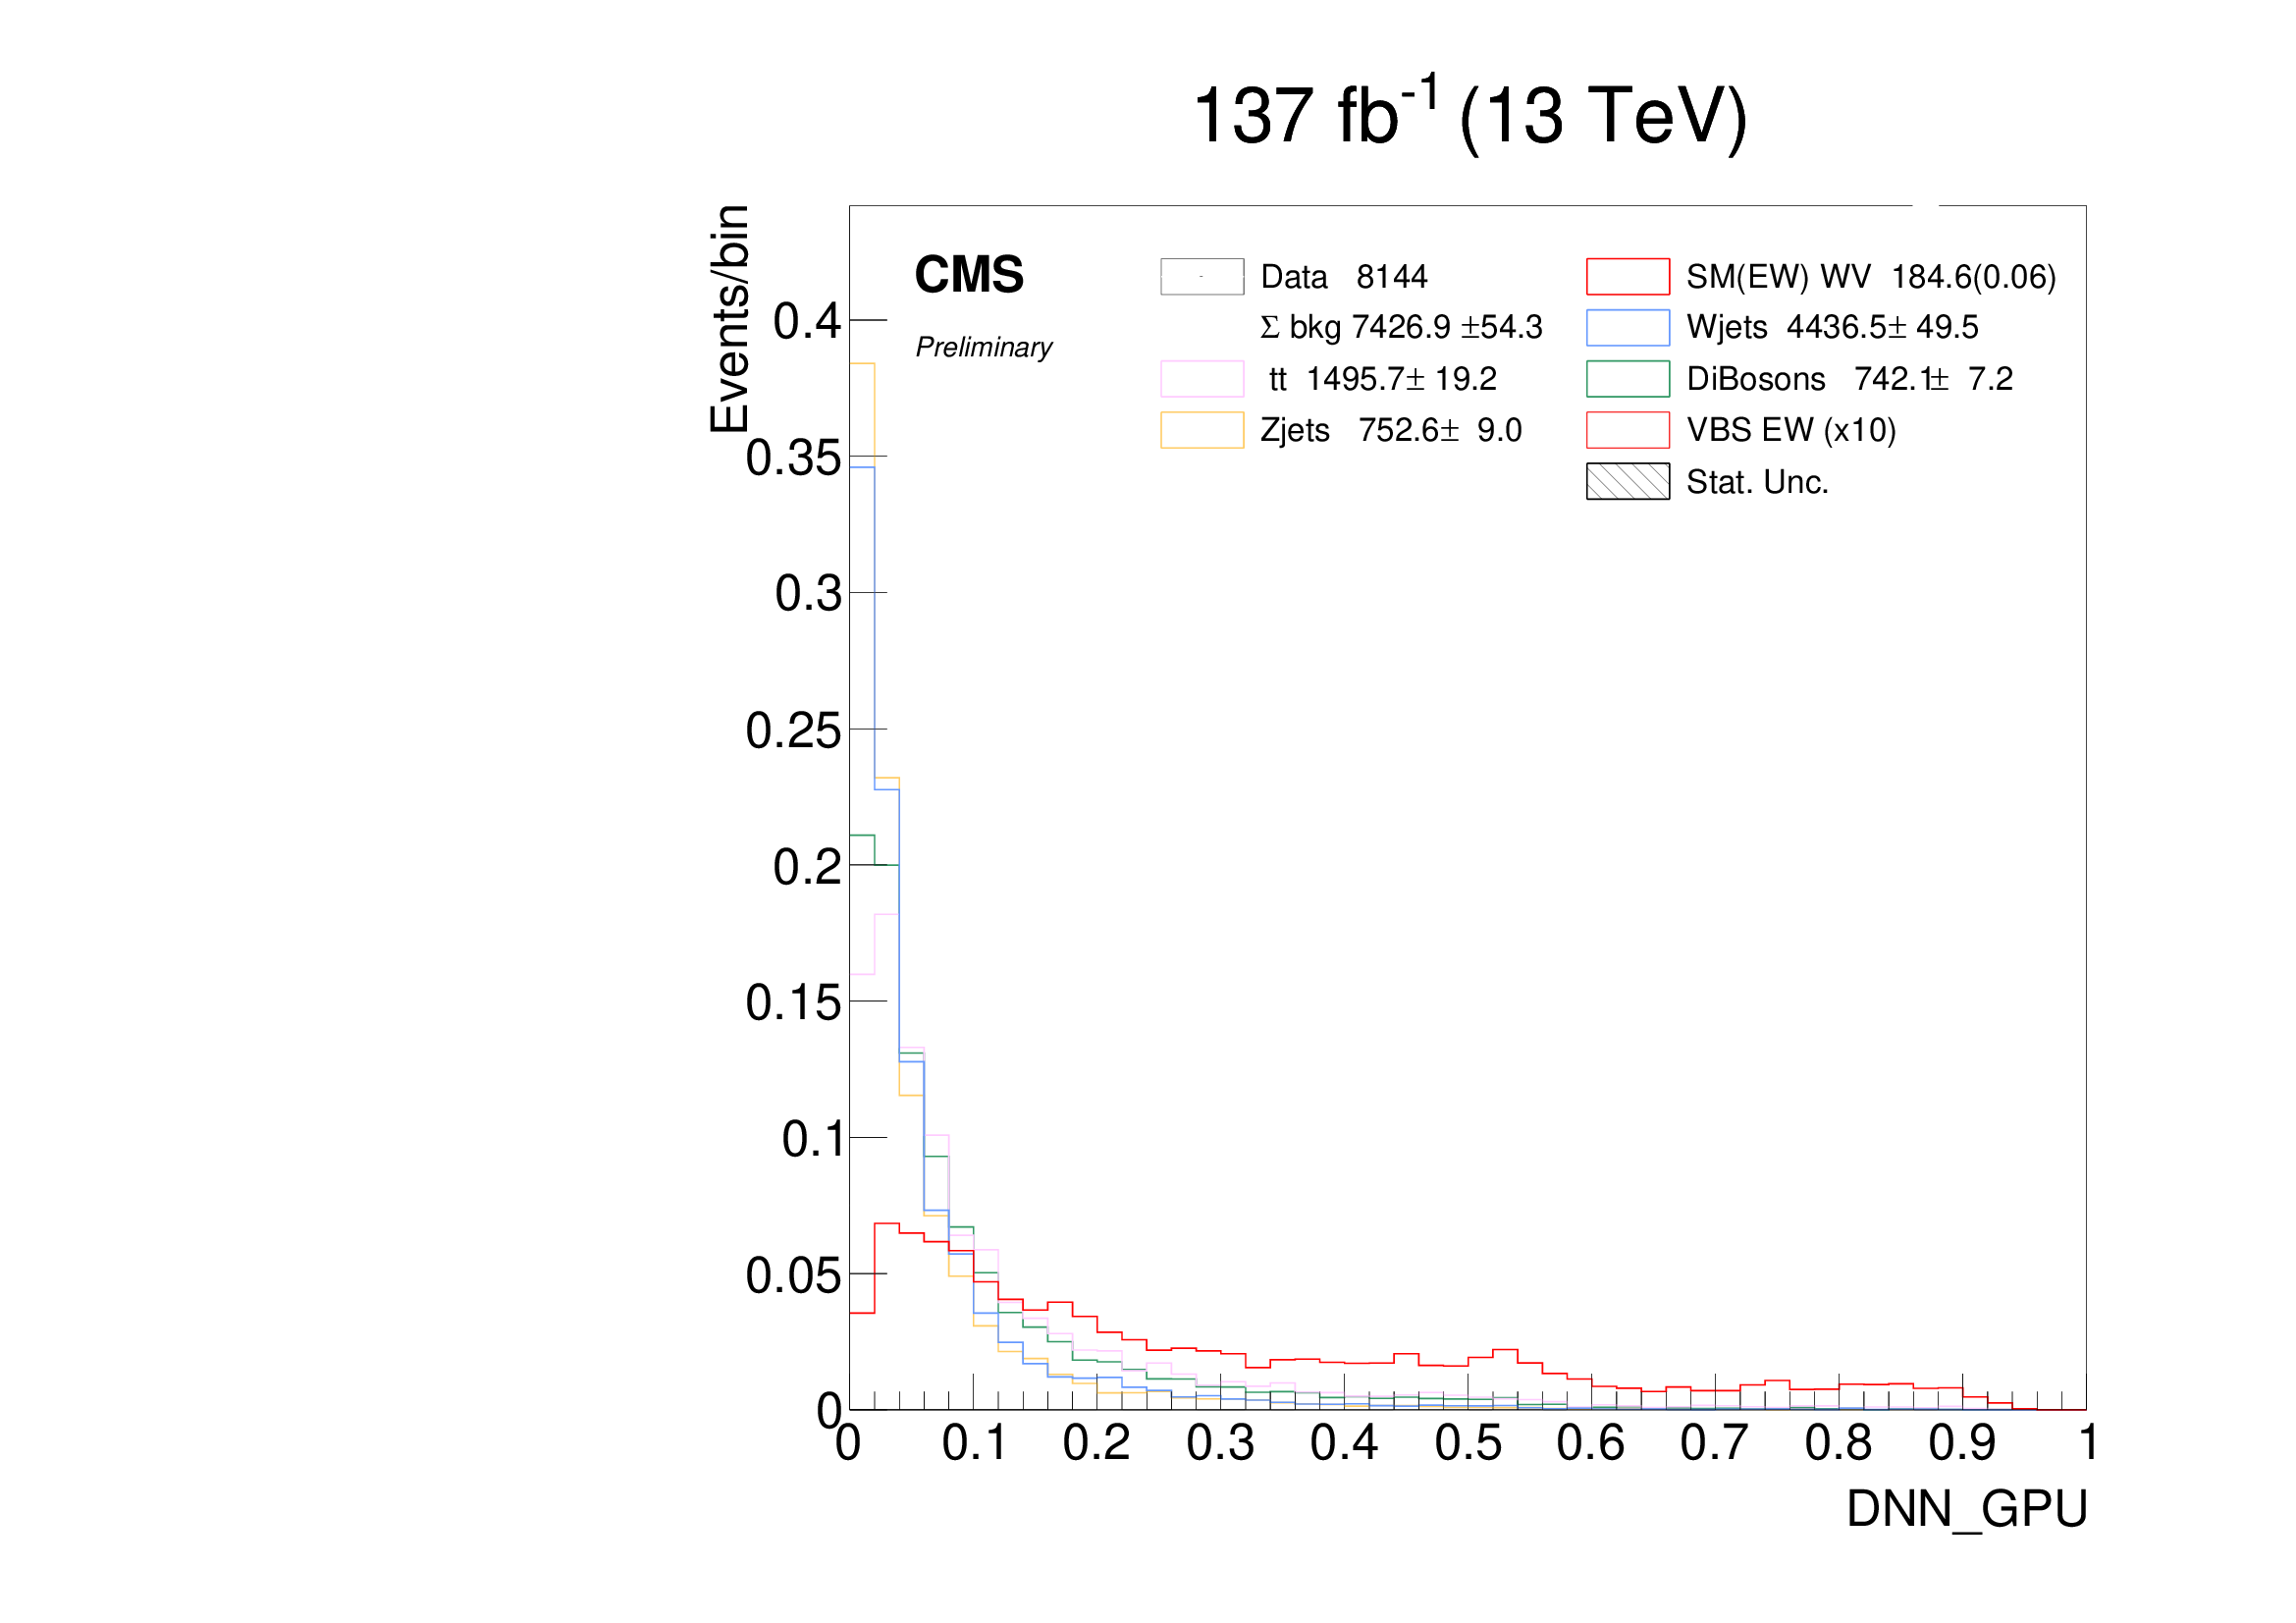 137 fb-1 (13 TeV)
Events/bin
CMS
Preliminary
Data 8144
Σ bkg 7426.9 ±54.3
tt 1495.7± 19.2
Zjets 752.6± 9.0
SM(EW) WV 184.6(0.06)
Wjets 4436.5± 49.5
DiBosons 742.1± 7.2
VBS EW (x10)
Stat. Unc.
0.4
0.35
0.3
0.25
0.2
0.15
0.1
0.05
0
0 0.1 0.2 0.3 0.4 0.5 0.6 0.7 0.8 0.9 1
DNN_GPU